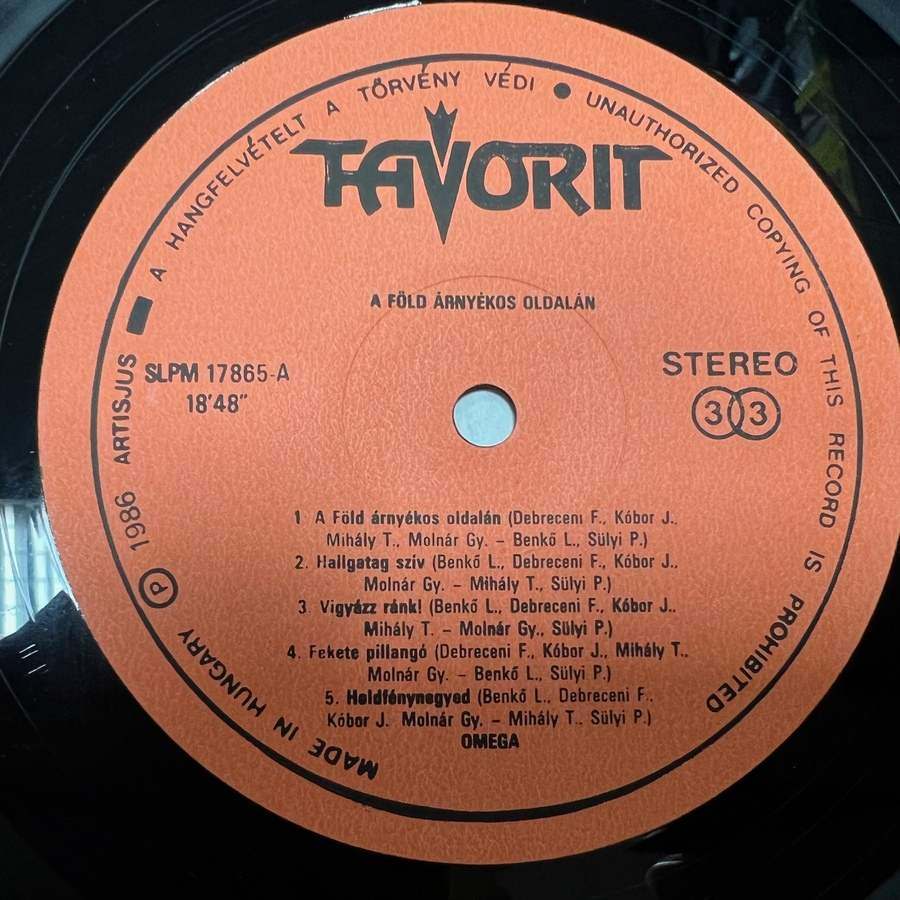 A HANGFELVÉTELT A TÖRVÉNY VÉDI • UNAUTHORIZED COPYING OF THIS RECORD IS PROHIBITED
FAVORIT
A FÖLD ÁRNYÉKOS OLDALÁN
SLPM 17865-A
18'48"
STEREO
33
1. A Föld árnyékos oldalán (Debreceni F., Kóbor J.,
Mihály T., Molnár Gy. – Benkő L., Sülyi P.)
2. Hallgatag szív (Benkő L., Debreceni F., Kóbor J.,
Molnár Gy. – Mihály T., Sülyi P.)
3. Vigyázz ránk! (Benkő L., Debreceni F., Kóbor J.,
Mihály T. – Molnár Gy., Sülyi P.)
4. Fekete pillangó (Debreceni F., Kóbor J., Mihály T.,
Molnár Gy. – Benkő L., Sülyi P.)
5. Holdfénynegyed (Benkő L., Debreceni F.,
Kóbor J. Molnár Gy. – Mihály T., Sülyi P.)
OMEGA
MADE IN HUNGARY Ⓟ 1986 ARTISJUS